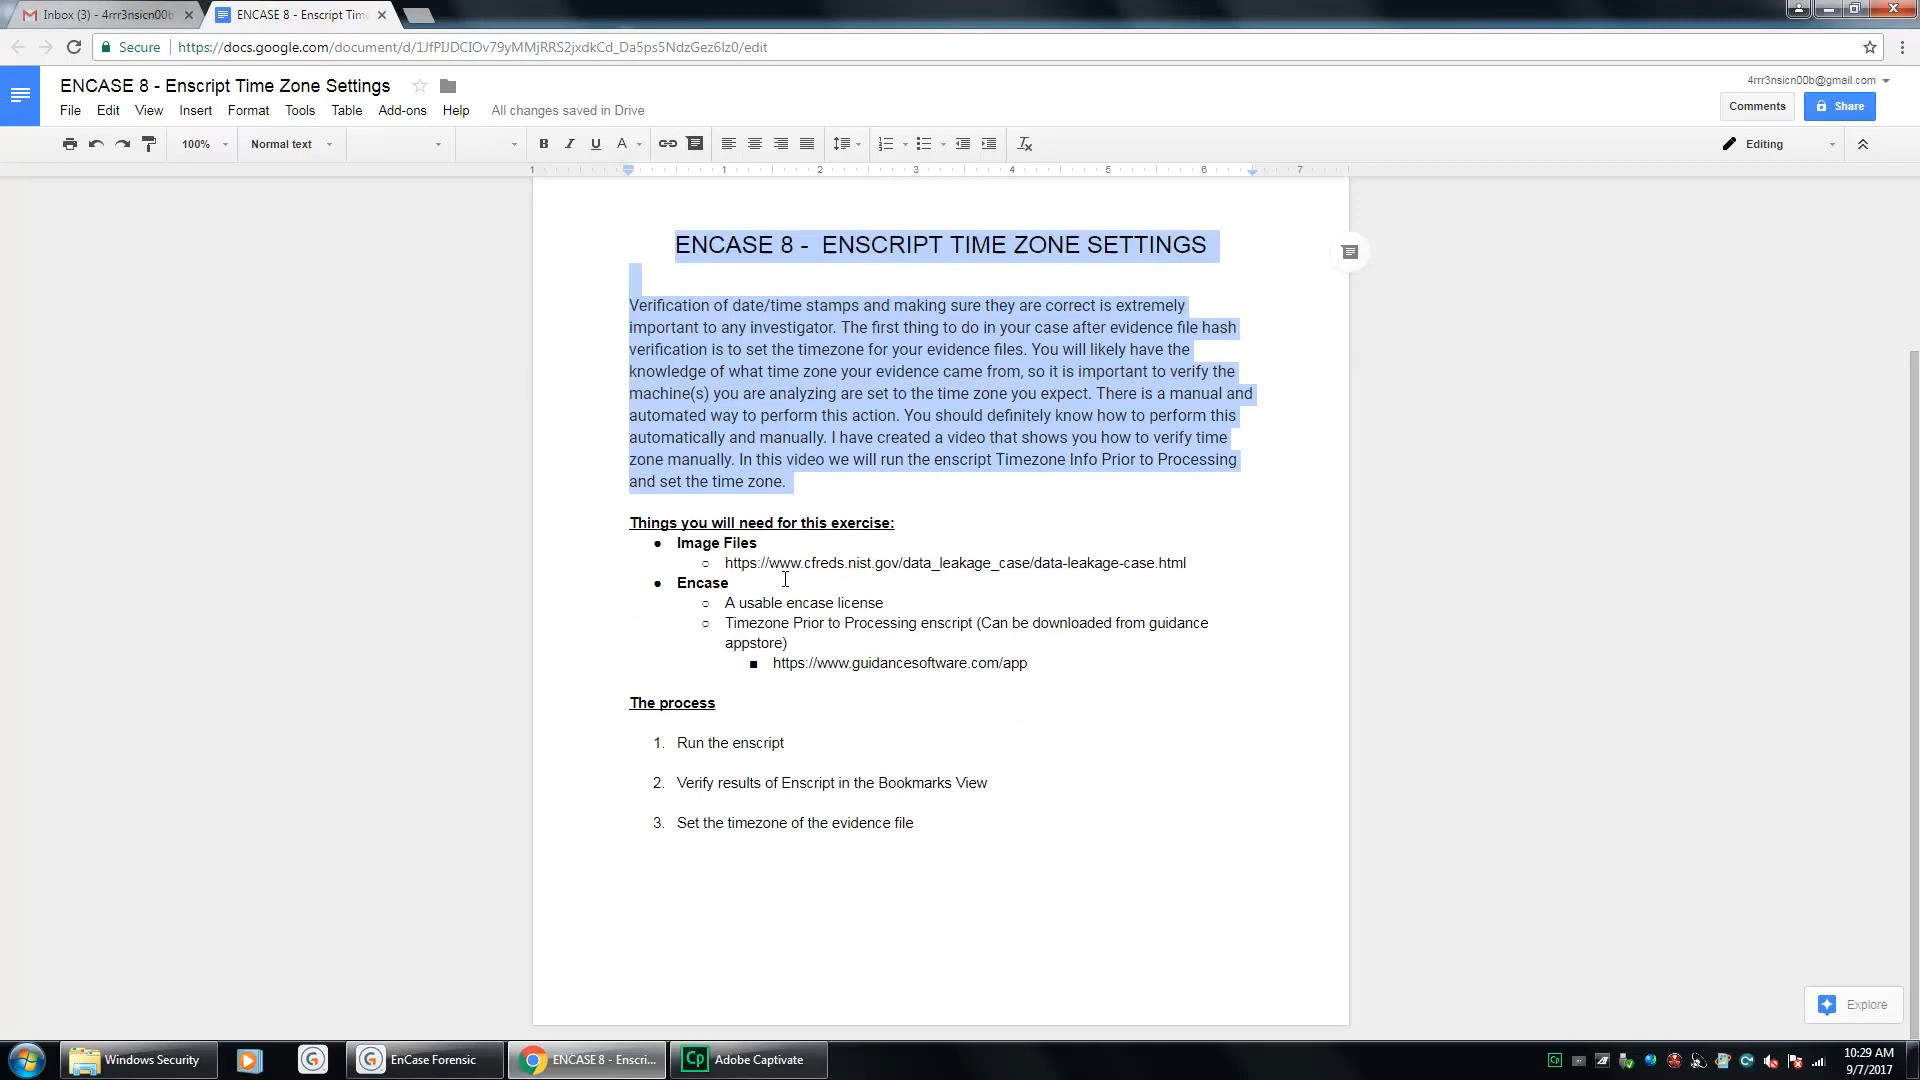 Inbox (3) - 4rrr3nsicn00b
ENCASE 8 - Enscript Time
Secure
https://docs.google.com/document/d/1JfPIJDCIOv79yMMjRRS2jxdkCd_Da5ps5NdzGez6lz0/edit
ENCASE 8 - Enscript Time Zone Settings
4rrr3nsicn00b@gmail.com
File Edit View Insert Format Tools Table Add-ons Help All changes saved in Drive
Comments Share
100% Normal text B I U A Editing
1 1 2 3 4 5 6 7
ENCASE 8 - ENSCRIPT TIME ZONE SETTINGS
Verification of date/time stamps and making sure they are correct is extremely
important to any investigator. The first thing to do in your case after evidence file hash
verification is to set the timezone for your evidence files. You will likely have the
knowledge of what time zone your evidence came from, so it is important to verify the
machine(s) you are analyzing are set to the time zone you expect. There is a manual and
automated way to perform this action. You should definitely know how to perform this
automatically and manually. I have created a video that shows you how to verify time
zone manually. In this video we will run the enscript Timezone Info Prior to Processing
and set the time zone.
Things you will need for this exercise:
● Image Files
○ https://www.cfreds.nist.gov/data_leakage_case/data-leakage-case.html
● Encase
○ A usable encase license
○ Timezone Prior to Processing enscript (Can be downloaded from guidance
appstore)
■ https://www.guidancesoftware.com/app
The process
1. Run the enscript
2. Verify results of Enscript in the Bookmarks View
3. Set the timezone of the evidence file
Explore
Windows Security
EnCase Forensic
ENCASE 8 - Enscri...
Cp Adobe Captivate
10:29 AM
9/7/2017